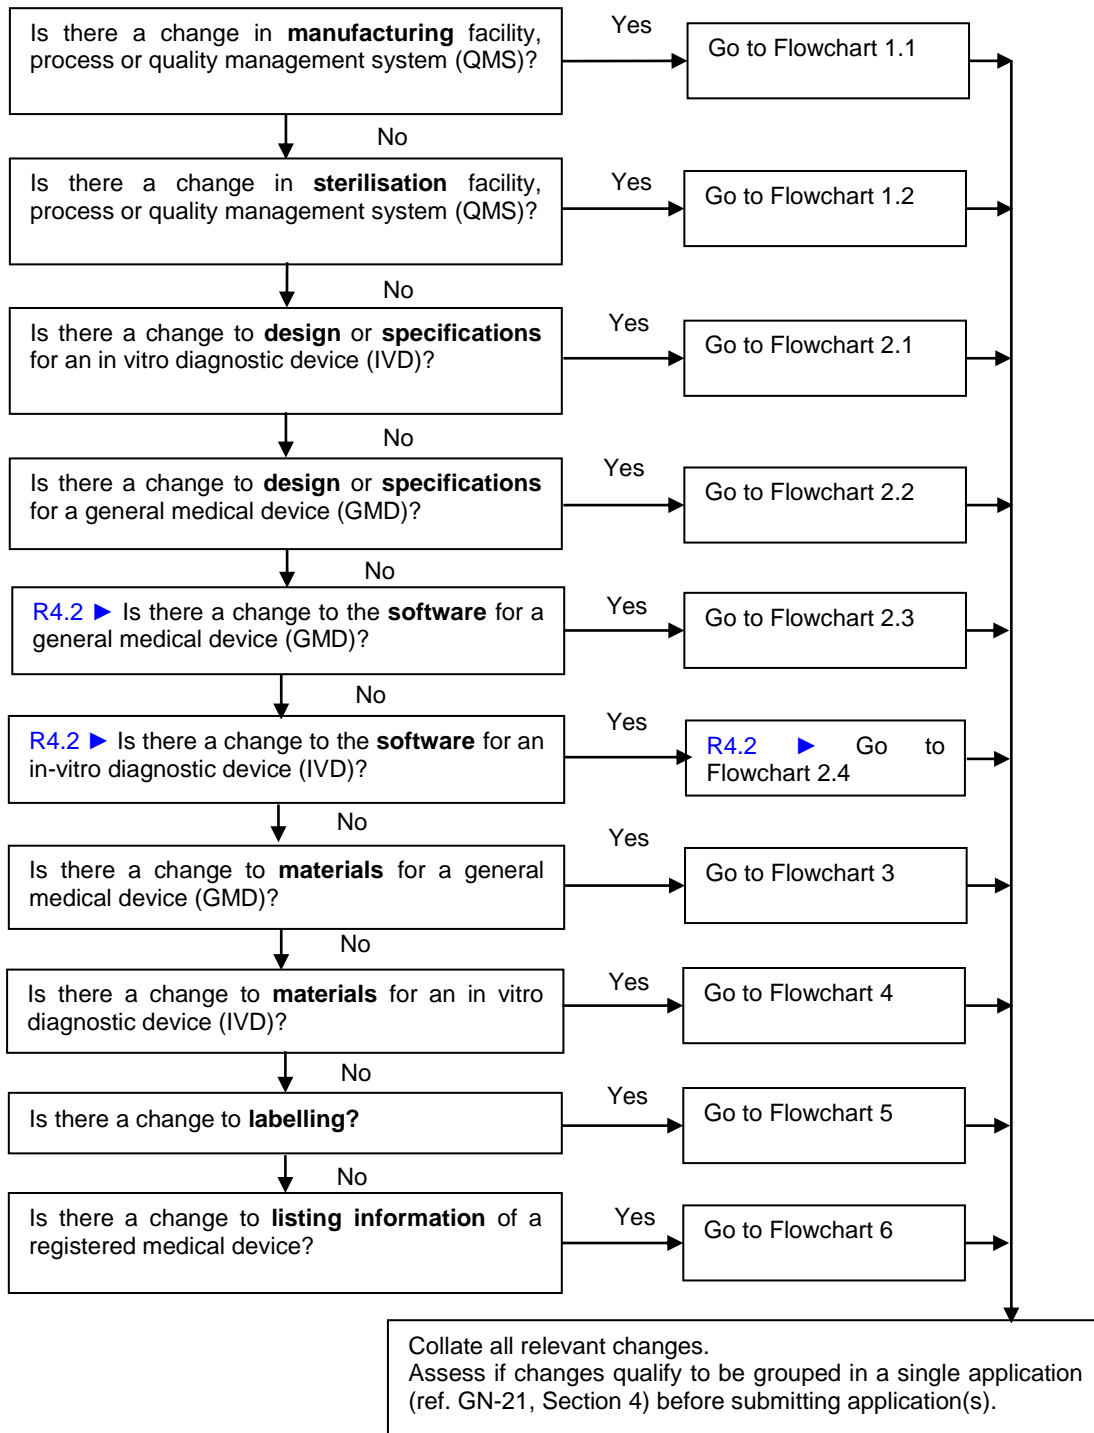 Is there a change in manufacturing facility,
process or quality management system (QMS)?
Yes
Go to Flowchart 1.1
No
Is there a change in sterilisation facility,
process or quality management system (QMS)?
Yes
Go to Flowchart 1.2
No
Is there a change to design or specifications
for an in vitro diagnostic device (IVD)?
Yes
Go to Flowchart 2.1
No
Is there a change to design or specifications
for a general medical device (GMD)?
Yes
Go to Flowchart 2.2
No
R4.2 ► Is there a change to the software for a
general medical device (GMD)?
Yes
Go to Flowchart 2.3
No
R4.2 ► Is there a change to the software for an
in-vitro diagnostic device (IVD)?
Yes
R4.2 ► Go to
Flowchart 2.4
No
Is there a change to materials for a general
medical device (GMD)?
Yes
Go to Flowchart 3
No
Is there a change to materials for an in vitro
diagnostic device (IVD)?
Yes
Go to Flowchart 4
No
Is there a change to labelling?
Yes
Go to Flowchart 5
No
Is there a change to listing information of a
registered medical device?
Yes
Go to Flowchart 6
Collate all relevant changes.
Assess if changes qualify to be grouped in a single application
(ref. GN-21, Section 4) before submitting application(s).